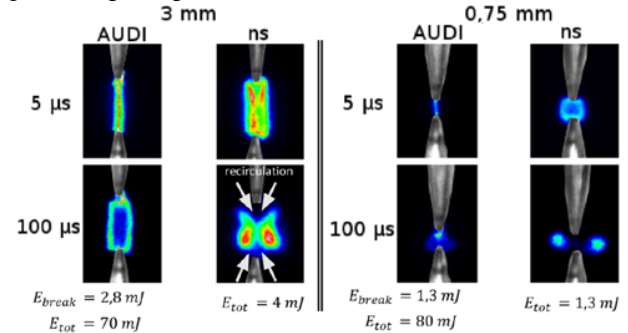 3 mm
0,75 mm
AUDI
ns
AUDI
ns
5 µs
5 µs
100 µs
recirculation
100 µs
E_break = 2,8 mJ
E_tot = 70 mJ
E_tot = 4 mJ
E_break = 1,3 mJ
E_tot = 80 mJ
E_tot = 1,3 mJ